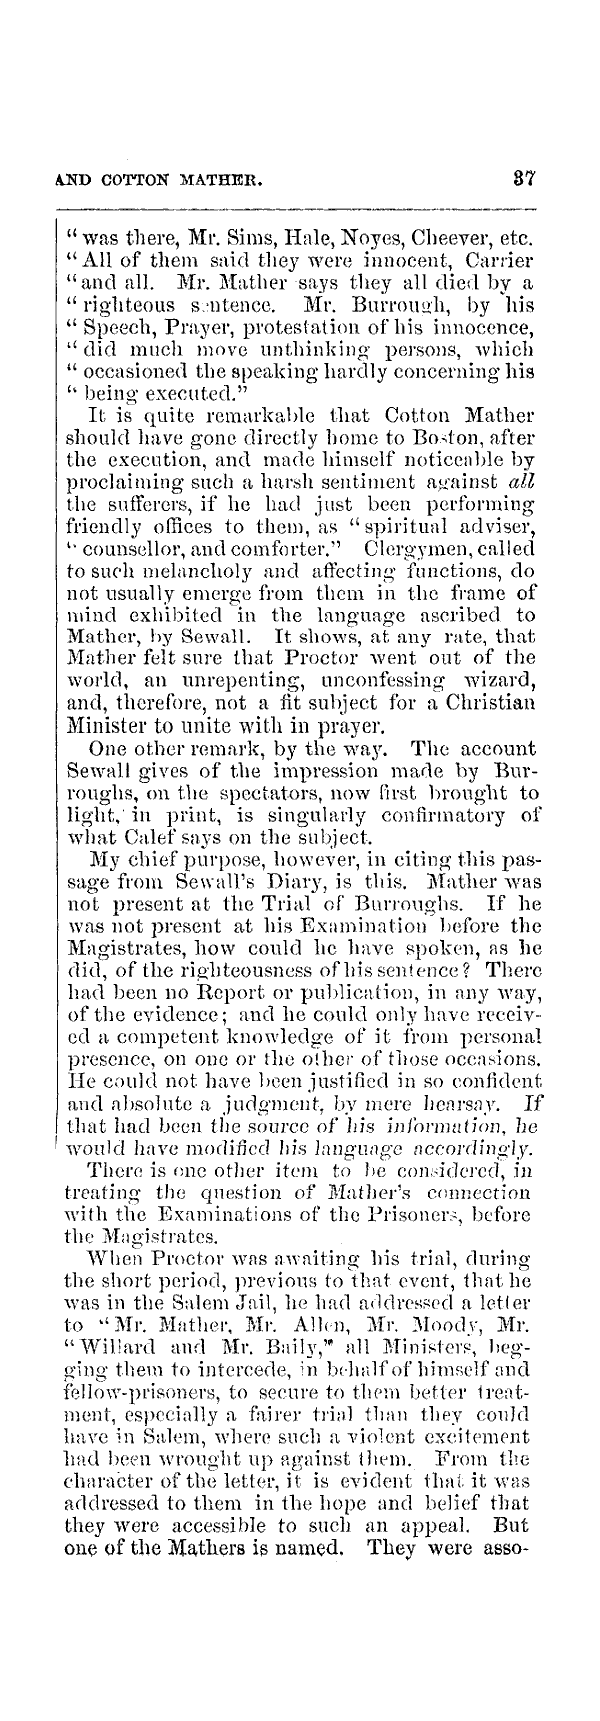 AND COTTON MATHER. 37
“was there, Mr. Sims, Hale, Noyes, Cheever, etc.
“All of them said they were innocent, Carrier
“and all. Mr. Mather says they all died by a
“righteous sentence. Mr. Burrough, by his
“Speech, Prayer, protestation of his innocence,
“did much move unthinking persons, which
“occasioned the speaking hardly concerning his
“being executed.”
It is quite remarkable that Cotton Mather
should have gone directly home to Boston, after
the execution, and made himself noticeable by
proclaiming such a harsh sentiment against all
the sufferers, if he had just been performing
friendly offices to them, as “spiritual adviser,
“counsellor, and comforter.” Clergymen, called
to such melancholy and affecting functions, do
not usually emerge from them in the frame of
mind exhibited in the language ascribed to
Mather, by Sewall. It shows, at any rate, that
Mather felt sure that Proctor went out of the
world, an unrepenting, unconfessing wizard,
and, therefore, not a fit subject for a Christian
Minister to unite with in prayer.
One other remark, by the way. The account
Sewall gives of the impression made by Bur-
roughs, on the spectators, now first brought to
light, in print, is singularly confirmatory of
what Calef says on the subject.
My chief purpose, however, in citing this pas-
sage from Sewall's Diary, is this. Mather was
not present at the Trial of Burroughs. If he
was not present at his Examination before the
Magistrates, how could he have spoken, as he
did, of the righteousness of his sentence? There
had been no Report or publication, in any way,
of the evidence; and he could only have receiv-
ed a competent knowledge of it from personal
presence, on one or the other of those occasions.
He could not have been justified in so confident
and absolute a judgment, by mere hearsay. If
that had been the source of his information, he
would have modified his language accordingly.
There is one other item to be considered, in
treating the question of Mather's connection
with the Examinations of the Prisoners, before
the Magistrates.
When Proctor was awaiting his trial, during
the short period, previous to that event, that he
was in the Salem Jail, he had addressed a letter
to “Mr. Mather, Mr. Allen, Mr. Moody, Mr.
“Willard and Mr. Baily,” all Ministers, beg-
ging them to intercede, in behalf of himself and
fellow-prisoners, to secure to them better treat-
ment, especially a fairer trial than they could
have in Salem, where such a violent excitement
had been wrought up against them. From the
character of the letter, it is evident that it was
addressed to them in the hope and belief that
they were accessible to such an appeal. But
one of the Mathers is named. They were asso-